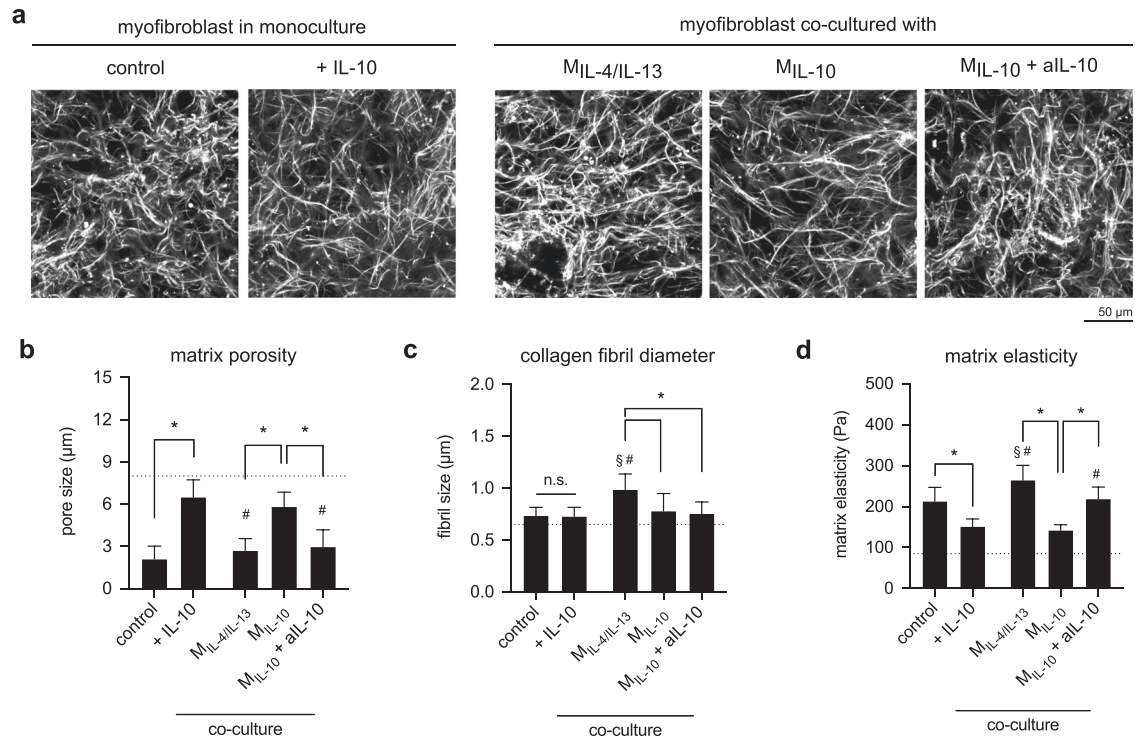 a
myofibroblast in monoculture
myofibroblast co-cultured with
control
+ IL-10
MIL-4/IL-13
MIL-10
MIL-10 + aIL-10
50 µm
b
matrix porosity
pore size (µm)
15
12
9
6
3
0
*
*
*
#
#
control
+ IL-10
MIL-4/IL-13
MIL-10
MIL-10 + aIL-10
co-culture
c
collagen fibril diameter
fibril size (µm)
2.0
1.5
1.0
0.5
0.0
n.s.
§ #
*
control
+ IL-10
MIL-4/IL-13
MIL-10
MIL-10 + aIL-10
co-culture
d
matrix elasticity
matrix elasticity (Pa)
500
400
300
200
100
0
*
§ #
*
*
#
control
+ IL-10
MIL-4/IL-13
MIL-10
MIL-10 + aIL-10
co-culture